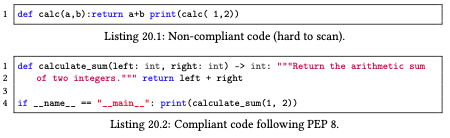 1 def calc(a,b):return a+b print(calc( 1,2))
Listing 20.1: Non-compliant code (hard to scan).
1 def calculate_sum(left: int, right: int) -> int: """Return the arithmetic sum
2 of two integers.""" return left + right
3
4 if __name__ == "__main__": print(calculate_sum(1, 2))
Listing 20.2: Compliant code following PEP 8.